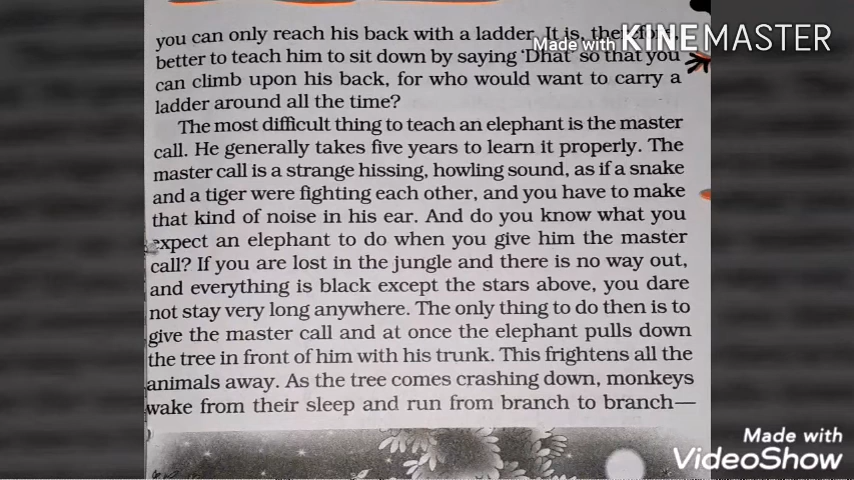 you can only reach his back with a ladder. It is,
Made with KINEMASTER
better to teach him to sit down by saying 'Dhat' so that you
can climb upon his back, for who would want to carry a
ladder around all the time?
The most difficult thing to teach an elephant is the master
call. He generally takes five years to learn it properly. The
master call is a strange hissing, howling sound, as if a snake
and a tiger were fighting each other, and you have to make
that kind of noise in his ear. And do you know what you
expect an elephant to do when you give him the master
call? If you are lost in the jungle and there is no way out,
and everything is black except the stars above, you dare
not stay very long anywhere. The only thing to do then is to
give the master call and at once the elephant pulls down
the tree in front of him with his trunk. This frightens all the
animals away. As the tree comes crashing down, monkeys
wake from their sleep and run from branch to branch—
Made with
VideoShow